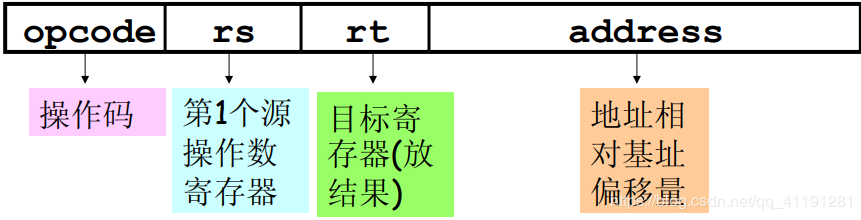 opcode rs rt address
操作码
第1个源
操作数
寄存器
目标寄
存器(放
结果)
地址相
对基址
偏移量
https://blog.csdn.net/qq_41191281